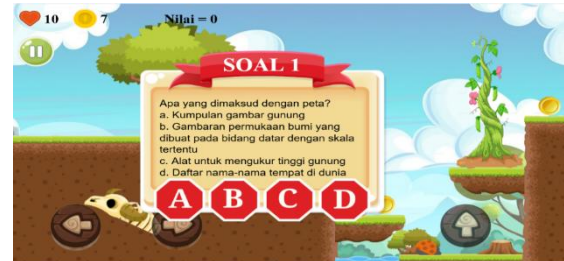 10 7 Nilai = 0
SOAL 1
Apa yang dimaksud dengan peta?
a. Kumpulan gambar gunung
b. Gambaran permukaan bumi yang
dibuat pada bidang datar dengan skala
tertentu
c. Alat untuk mengukur tinggi gunung
d. Daftar nama-nama tempat di dunia
A B C D